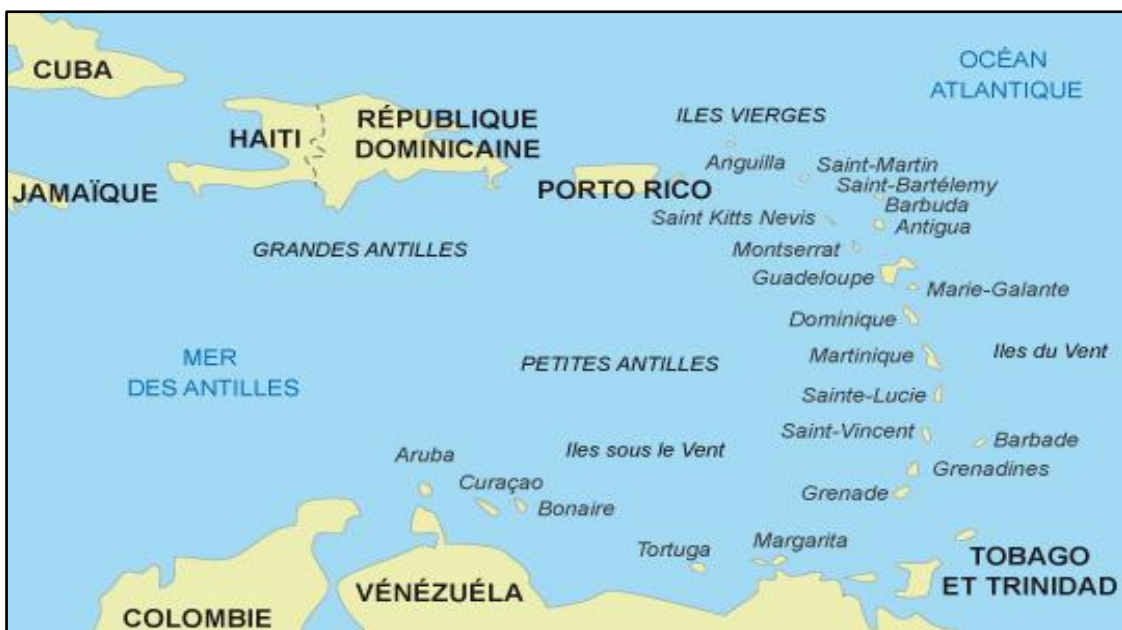 CUBA
OCÉAN
ATLANTIQUE
ILES VIERGES
HAITI
RÉPUBLIQUE
DOMINICAINE
Anguilla
Saint-Martin
JAMAÏQUE
PORTO RICO
Saint-Bartélemy
Barbuda
Saint Kitts Nevis
Antigua
GRANDES ANTILLES
Montserrat
Guadeloupe
Marie-Galante
Dominique
MER
DES ANTILLES
PETITES ANTILLES
Martinique
Iles du Vent
Sainte-Lucie
Saint-Vincent
Barbade
Iles sous le Vent
Aruba
Curaçao
Bonaire
Grenadines
Grenade
Tortuga
Margarita
TOBAGO
ET TRINIDAD
VÉNÉZUÉLA
COLOMBIE